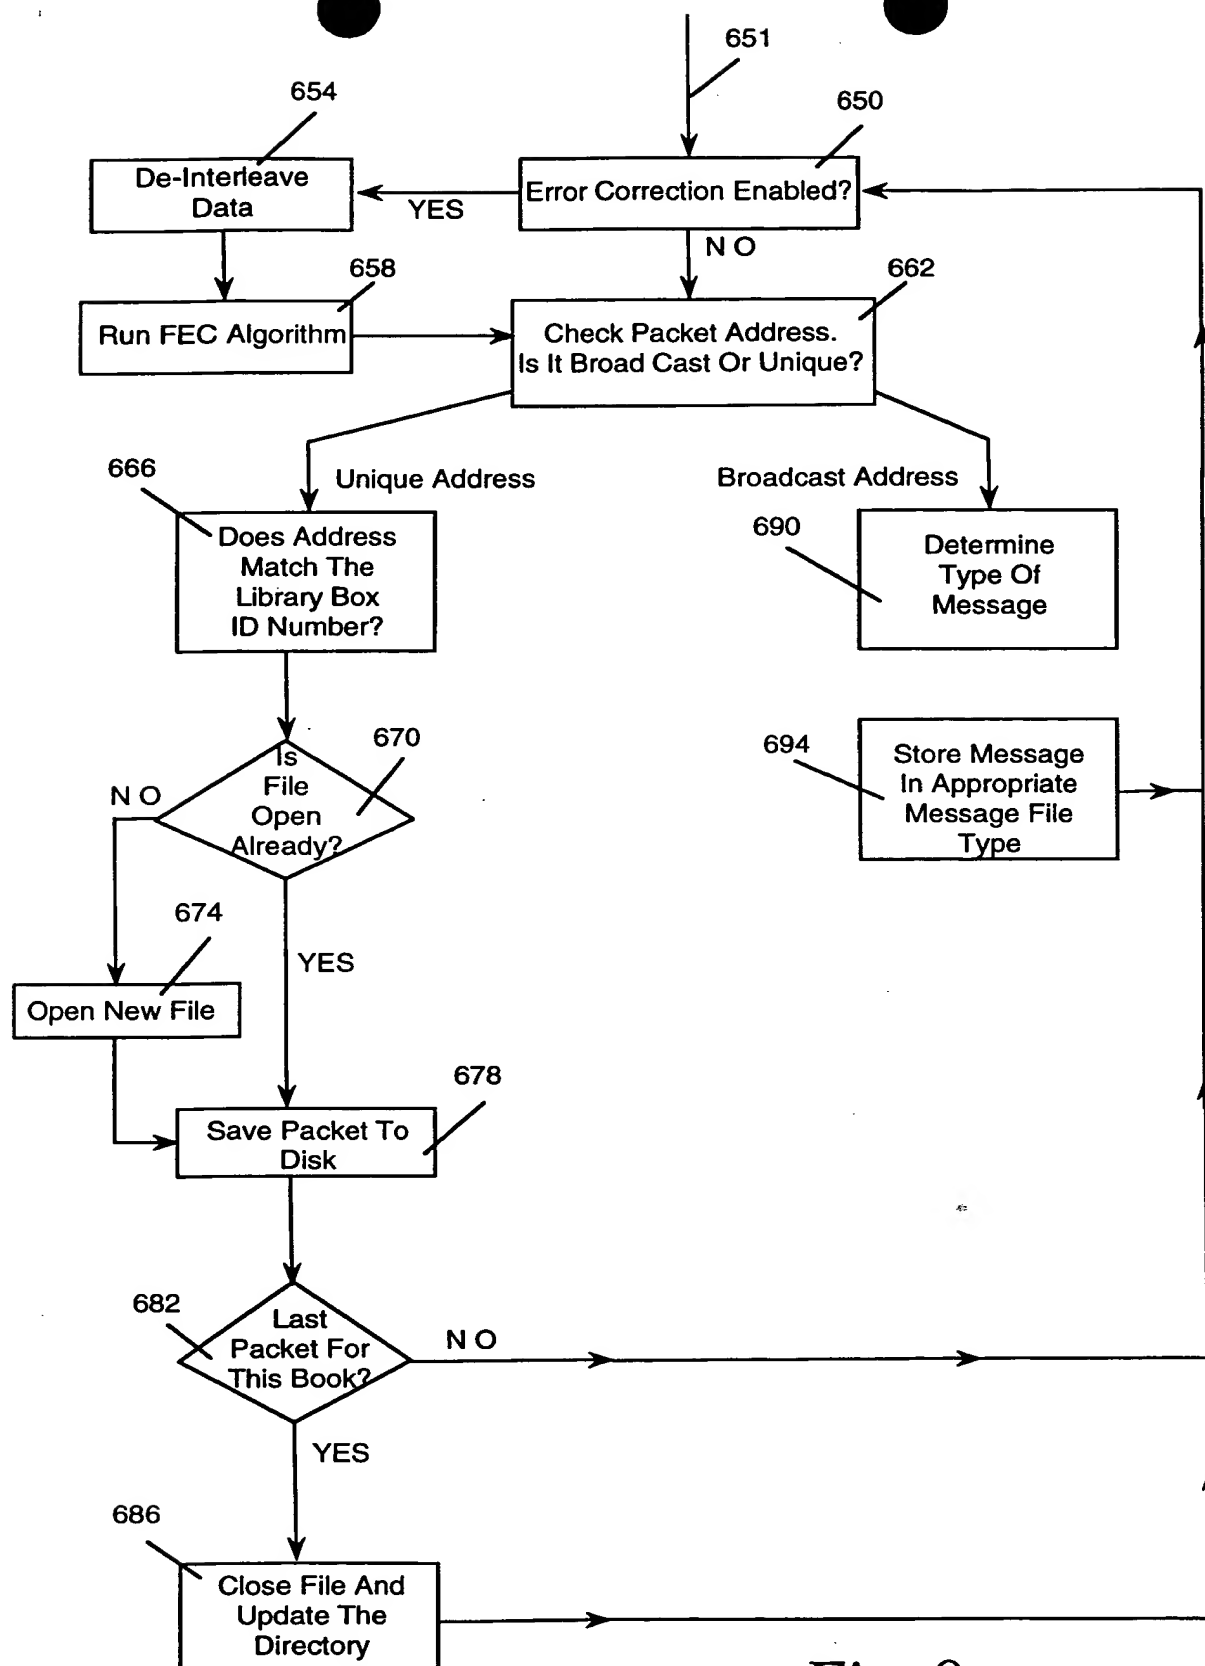 651
654
650
De-Interleave
Data
YES
Error Correction Enabled?
NO
658
662
Run FEC Algorithm
Check Packet Address.
Is It Broad Cast Or Unique?
666
Unique Address
Broadcast Address
690
Does Address
Match The
Library Box
ID Number?
Determine
Type Of
Message
670
694
Is
File
Open
Already?
NO
Store Message
In Appropriate
Message File
Type
674
YES
Open New File
678
Save Packet To
Disk
682
Last
Packet For
This Book?
NO
YES
686
Close File And
Update The
Directory